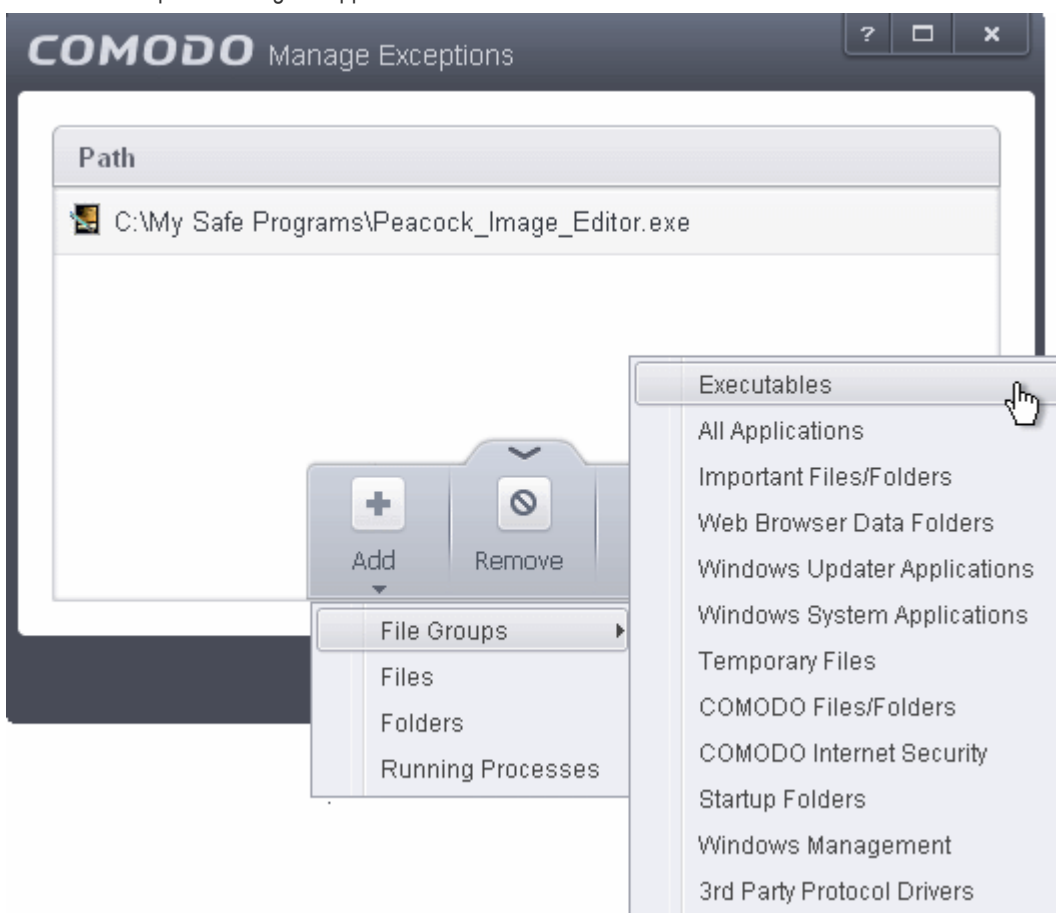 COMODO Manage Exceptions
?
Path
C:\My Safe Programs\Peacock_Image_Editor.exe
Add
Remove
File Groups
Files
Folders
Running Processes
Executables
All Applications
Important Files/Folders
Web Browser Data Folders
Windows Updater Applications
Windows System Applications
Temporary Files
COMODO Files/Folders
COMODO Internet Security
Startup Folders
Windows Management
3rd Party Protocol Drivers